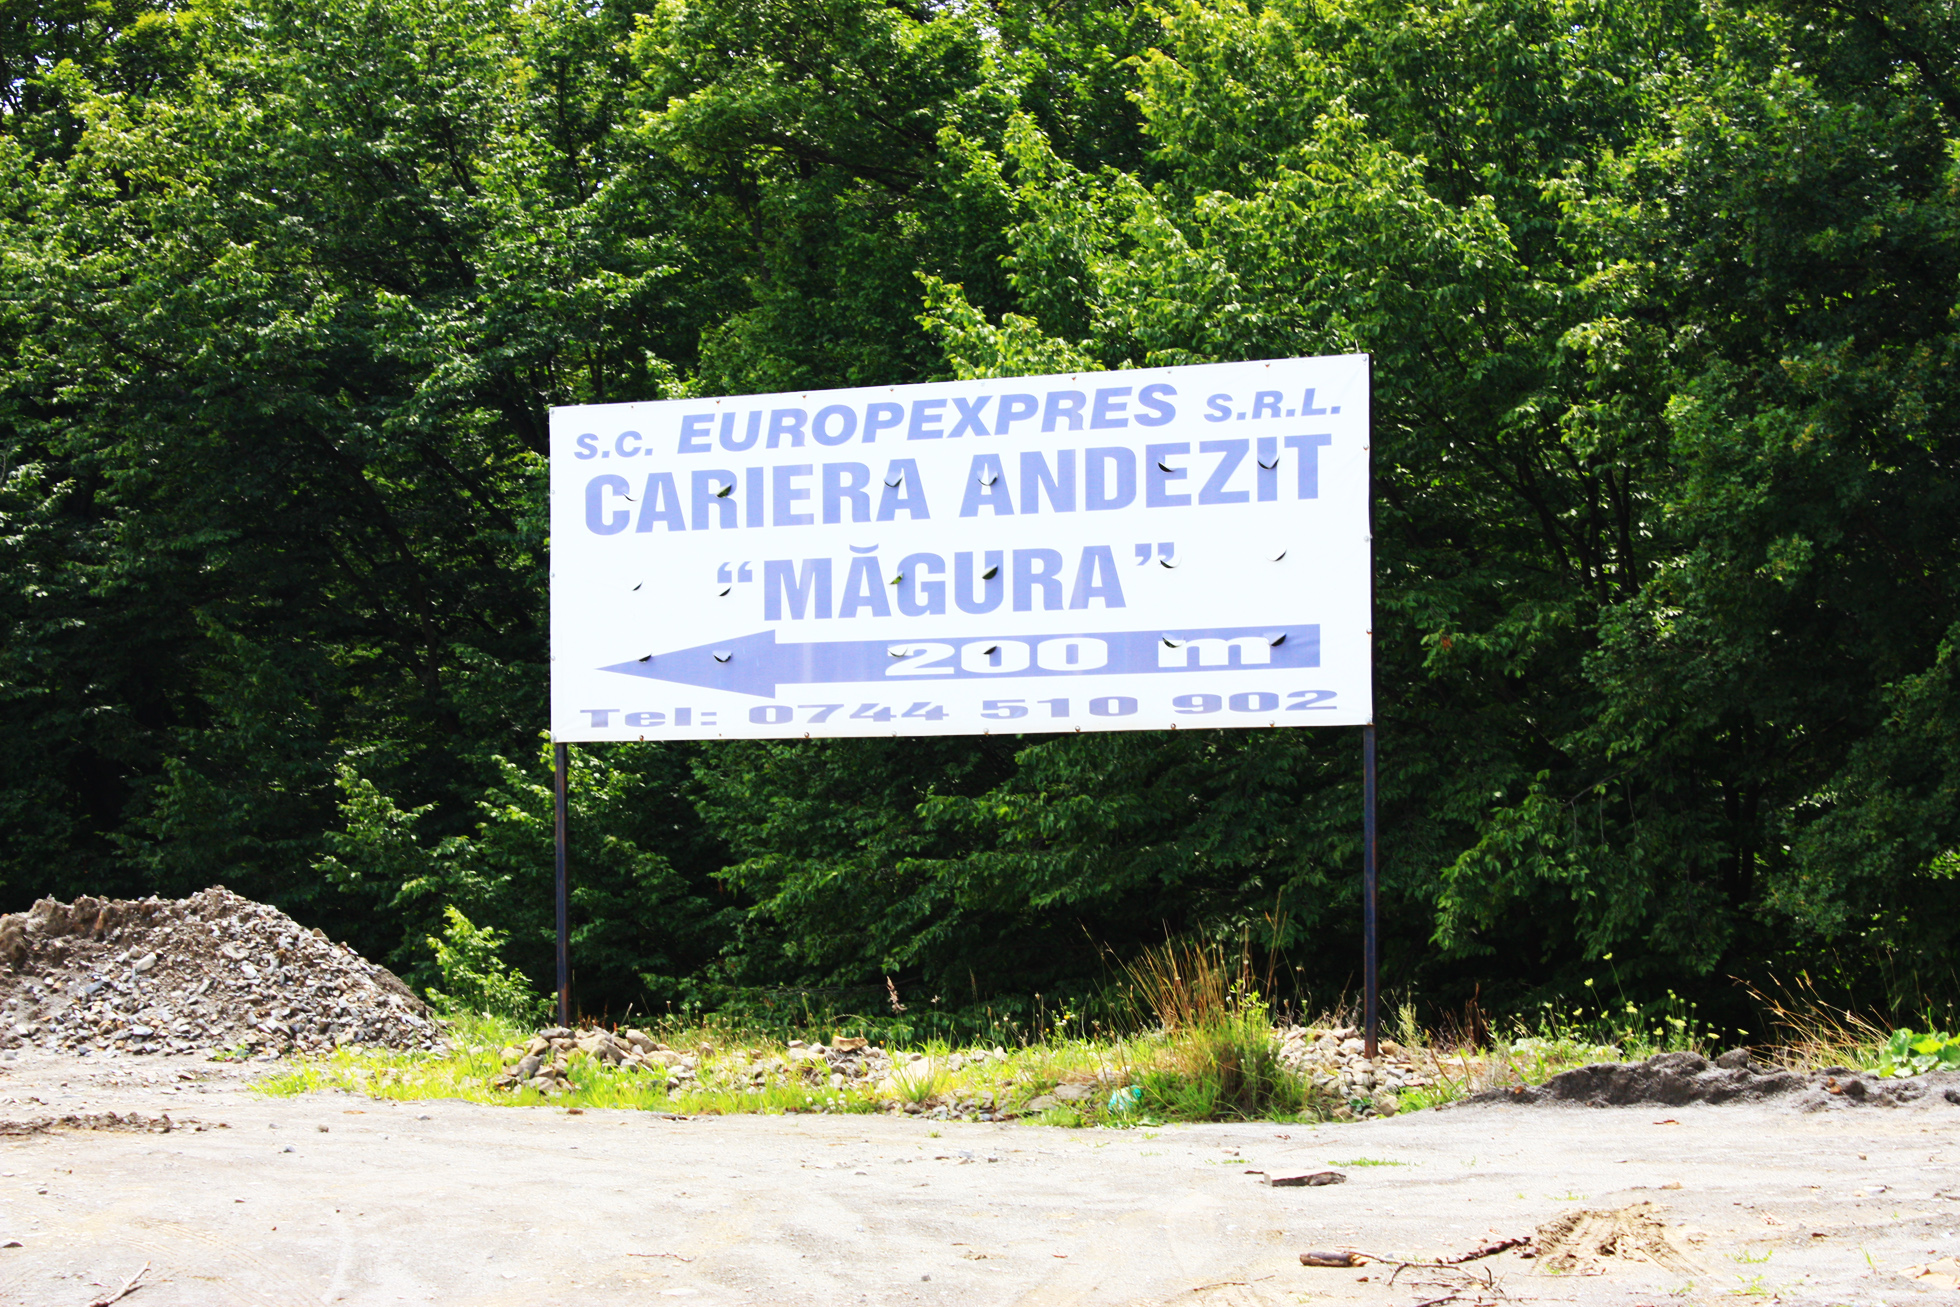 S.C. EUROPEXPRES S.R.L.
CARIERA ANDEZIT
“MĂGURA”
200 m
Tel: 0744 510 902